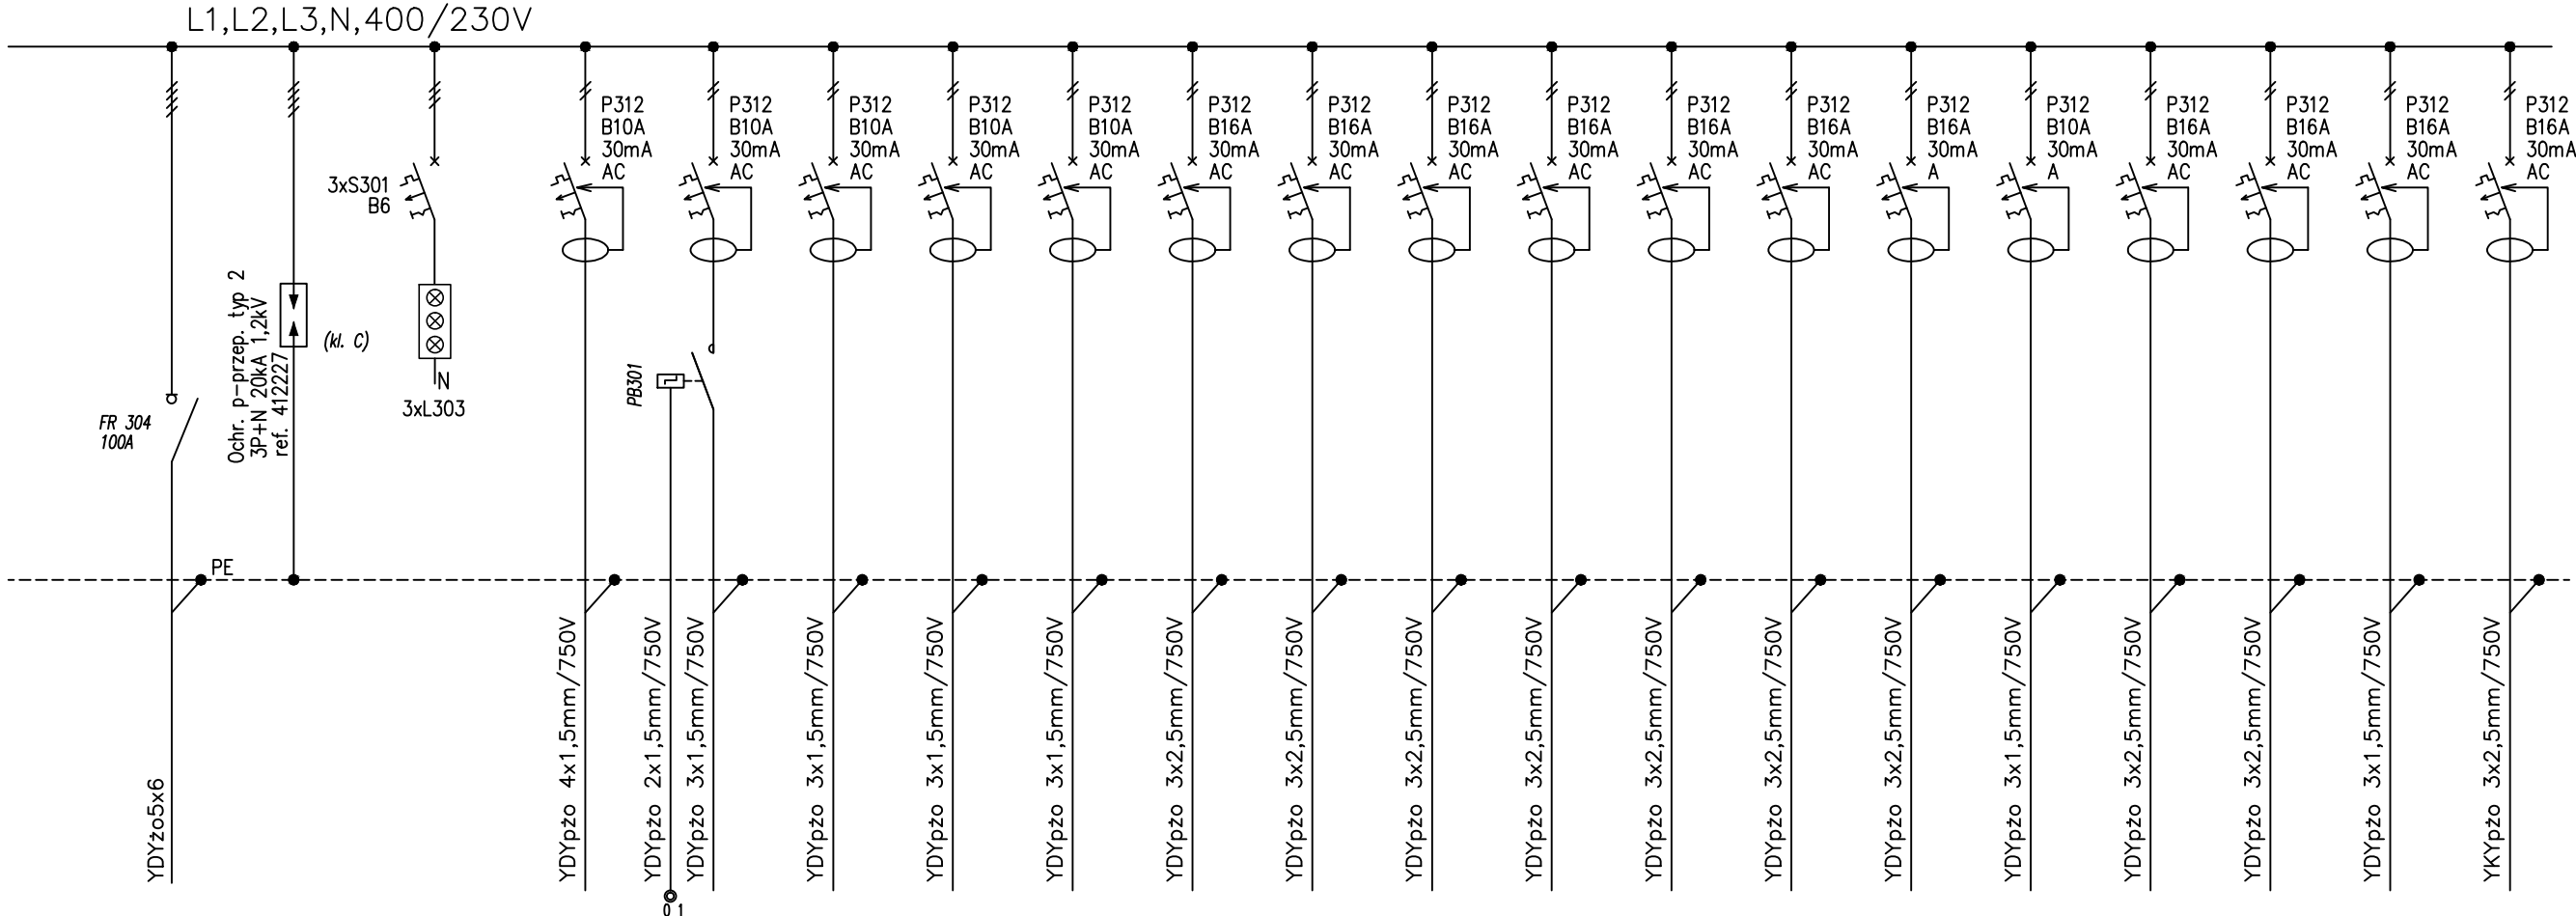 L1,L2,L3,N,400/230V
FR 304
100A
YDYżo5x6
PE
Ochr. p-przep. typ 2
3P+N 20kA 1,2kV
ref. 412227
(kl. C)
3xS301
B6
N
3xL303
P312
B10A
30mA
AC
YDYpżo 4x1,5mm/750V
PB301
YDYpżo 2x1,5mm/750V
0 1
P312
B10A
30mA
AC
YDYpżo 3x1,5mm/750V
P312
B10A
30mA
AC
YDYpżo 3x1,5mm/750V
P312
B10A
30mA
AC
YDYpżo 3x1,5mm/750V
P312
B10A
30mA
AC
YDYpżo 3x1,5mm/750V
P312
B16A
30mA
AC
YDYpżo 3x2,5mm/750V
P312
B16A
30mA
AC
YDYpżo 3x2,5mm/750V
P312
B16A
30mA
AC
YDYpżo 3x2,5mm/750V
P312
B16A
30mA
AC
YDYpżo 3x2,5mm/750V
P312
B16A
30mA
AC
YDYpżo 3x2,5mm/750V
P312
B16A
30mA
AC
YDYpżo 3x2,5mm/750V
P312
B16A
30mA
A
YDYpżo 3x2,5mm/750V
P312
B10A
30mA
A
YDYpżo 3x1,5mm/750V
P312
B16A
30mA
AC
YDYpżo 3x2,5mm/750V
P312
B16A
30mA
AC
YDYpżo 3x2,5mm/750V
P312
B16A
30mA
AC
YDYpżo 3x1,5mm/750V
P312
B16A
30mA
AC
YKYpżo 3x2,5mm/750V